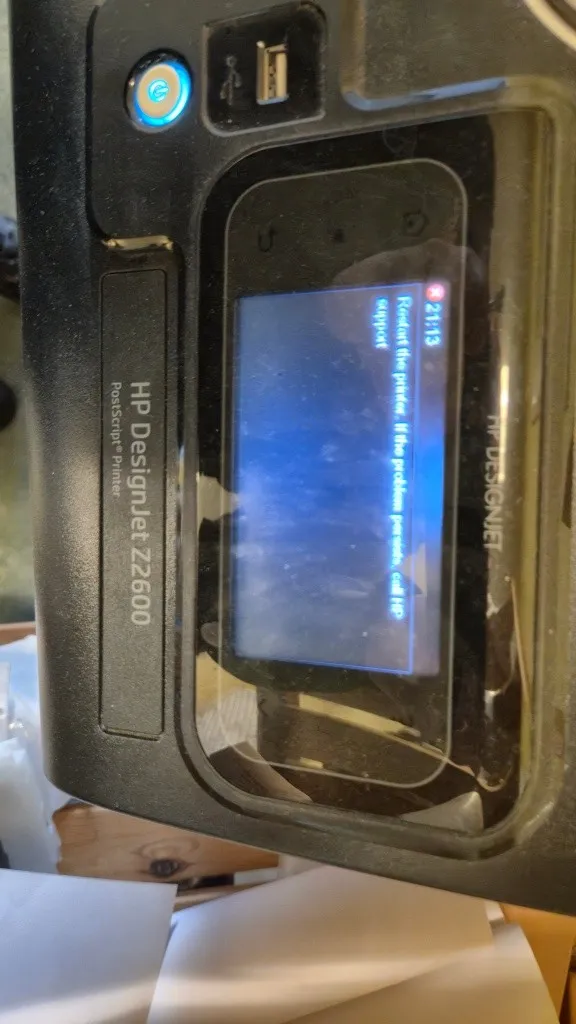 HP DESIGNJET
21:13
Restart the printer. If the problem persists, call HP
support
HP DesignJet Z2600
PostScript® Printer